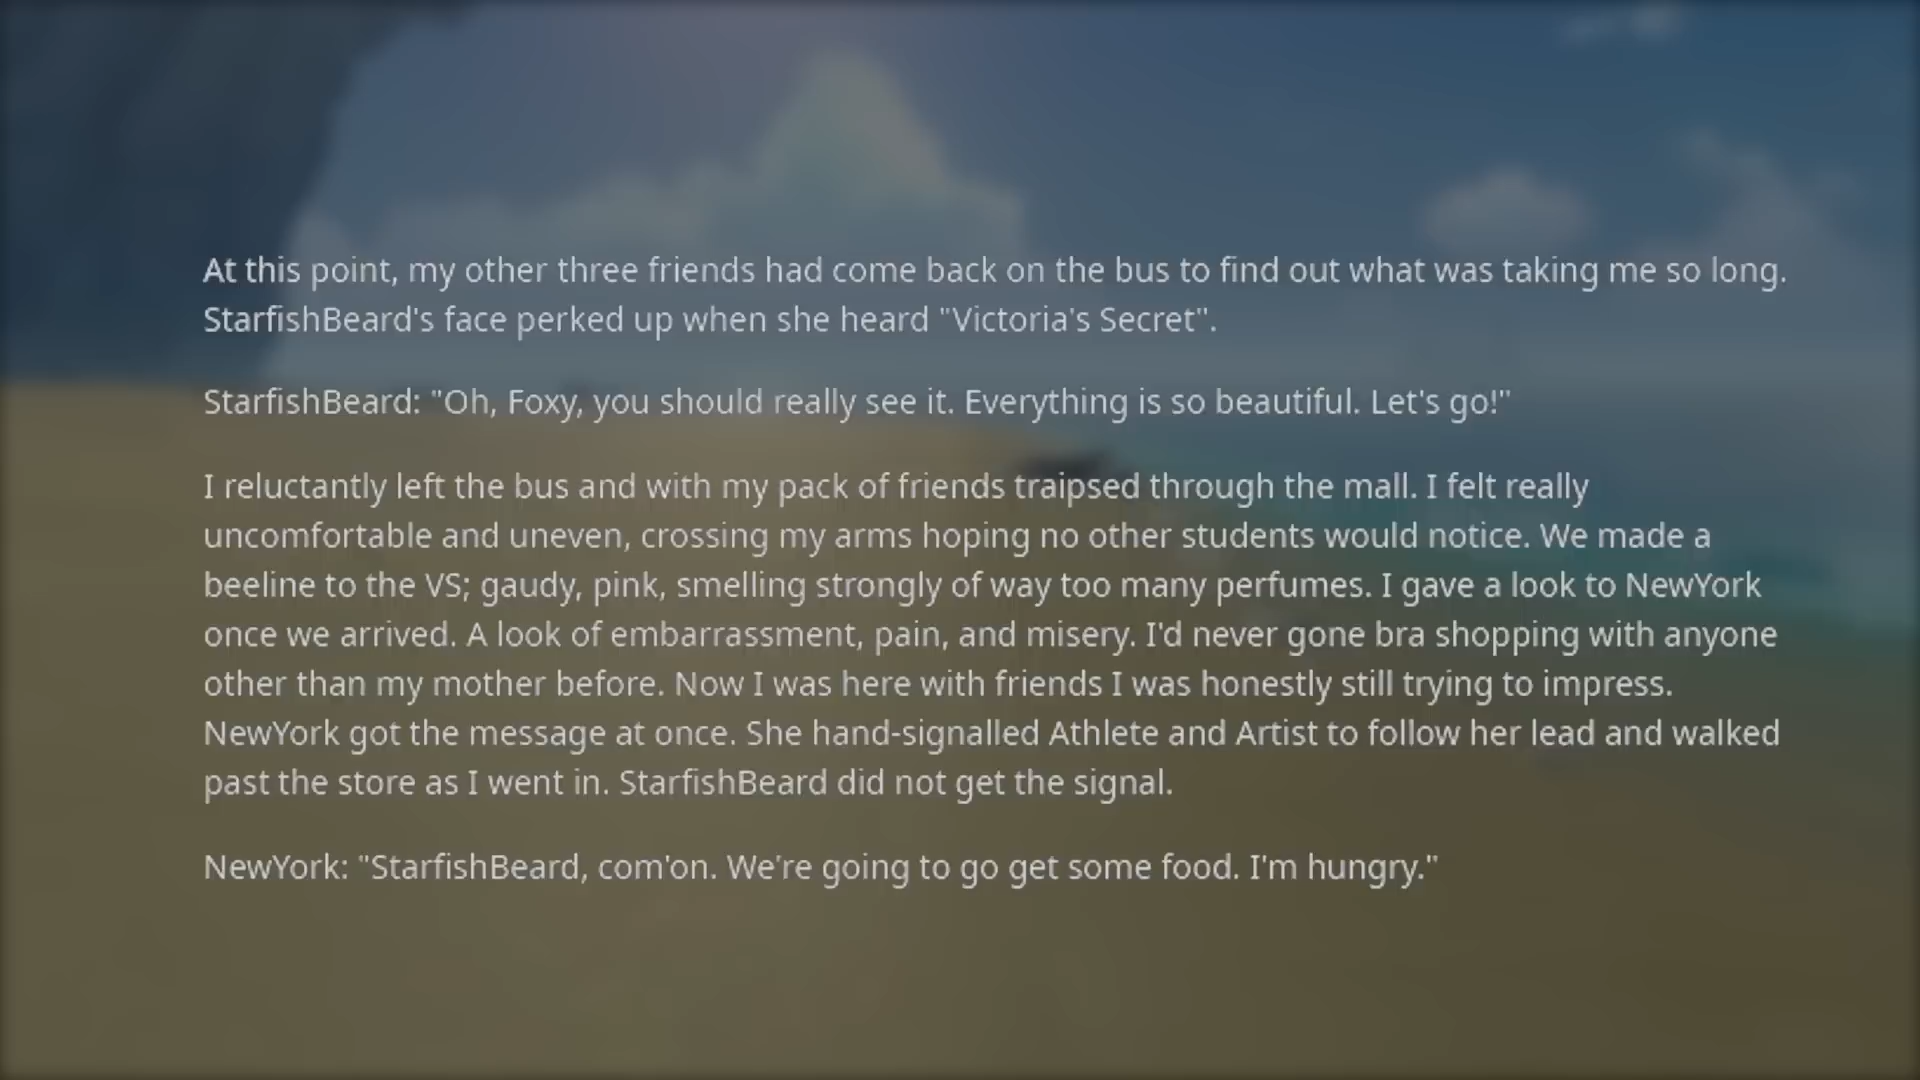 At this point, my other three friends had come back on the bus to find out what was taking me so long.
StarfishBeard's face perked up when she heard "Victoria's Secret".
StarfishBeard: "Oh, Foxy, you should really see it. Everything is so beautiful. Let's go!"
I reluctantly left the bus and with my pack of friends traipsed through the mall. I felt really
uncomfortable and uneven, crossing my arms hoping no other students would notice. We made a
beeline to the VS; gaudy, pink, smelling strongly of way too many perfumes. I gave a look to NewYork
once we arrived. A look of embarrassment, pain, and misery. I'd never gone bra shopping with anyone
other than my mother before. Now I was here with friends I was honestly still trying to impress.
NewYork got the message at once. She hand-signalled Athlete and Artist to follow her lead and walked
past the store as I went in. StarfishBeard did not get the signal.
NewYork: "StarfishBeard, com'on. We're going to go get some food. I'm hungry."